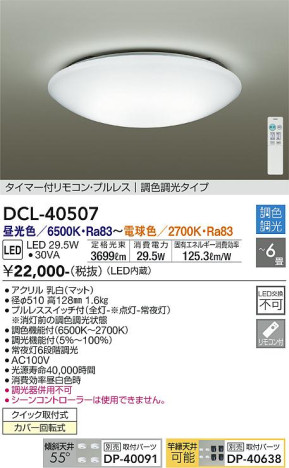 タイマー付リモコン・プルレス│調色調光タイプ
DCL-40507
昼光色/6500K・Ra83～電球色/2700K・Ra83
調色
調光
LED
LED 29.5W
●30VA
定格光束
3699lm
消費電力
29.5W
固有エネルギー消費効率
125.3lm/W
～6
畳
¥22,000-(税抜)(LED内蔵)
●アクリル 乳白(マット)
●径φ510 高128mm 1.6kg
●プルレススイッチ付(全灯-※点灯-常夜灯)
※消灯前の調色調光状態
●調色機能付(6500K～2700K)
●調光機能付(5%～100%)
●常夜灯6段階調光
●AC100V
●光源寿命40,000時間
●消費効率昼白色時
●調光器併用不可
●シーンコントローラーは使用できません。
LED交換
不可
リモコン付
クイック取付式
カバー回転式
傾斜天井
55°
別売
取付パーツ
DP-40091
竿縁天井
可能
別売
取付パーツ
DP-40638